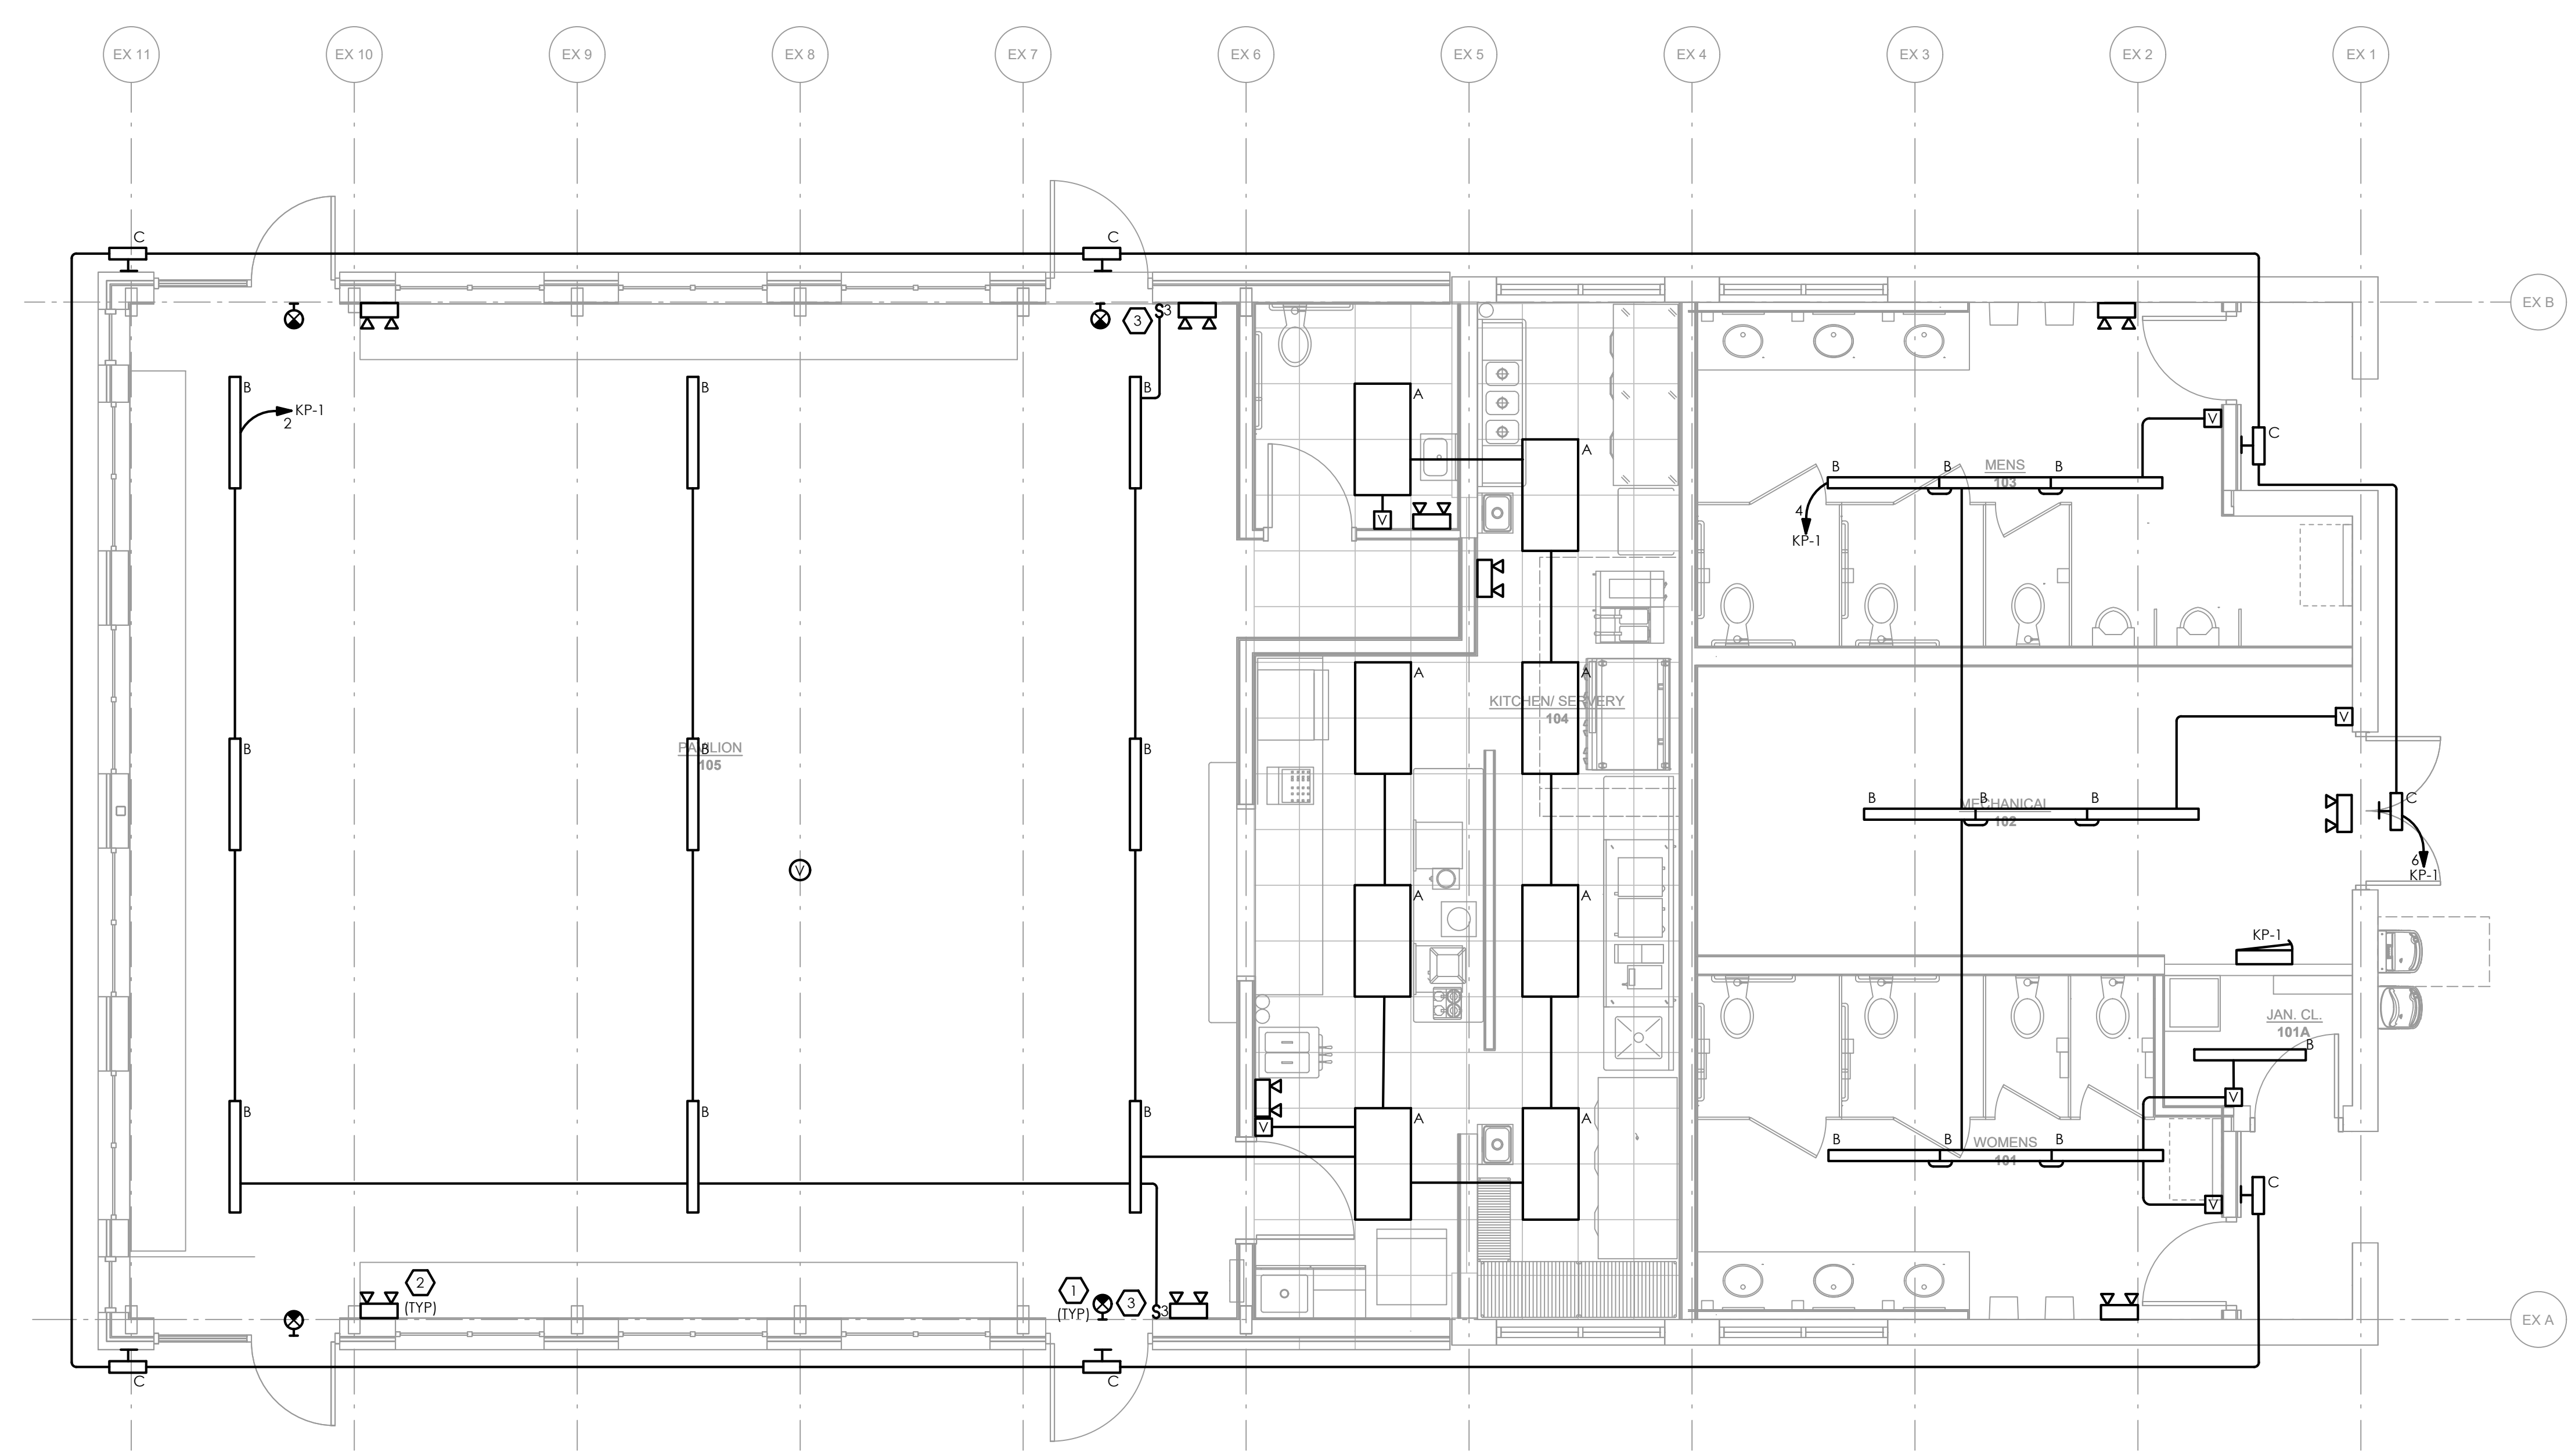 EX 11
EX 10
EX 9
EX 8
EX 7
EX 6
EX 5
EX 4
EX 3
EX 2
EX 1
C
C
EX B
3
S3
B
B
B
KP-1
2
A
A
V
C
V
MENS
103
B
B
B
4
KP-1
V
B
PAVILION
105
B
B
A
A
KITCHEN/ SERVERY
104
V
B
MECHANICAL
102
B
B
C
6
KP-1
V
A
A
KP-1
JAN. CL.
101A
B
V
B
B
B
A
A
V
WOMENS
101
B
B
B
V
C
2
(TYP)
1
(TYP)
3
S3
EX A
C
C